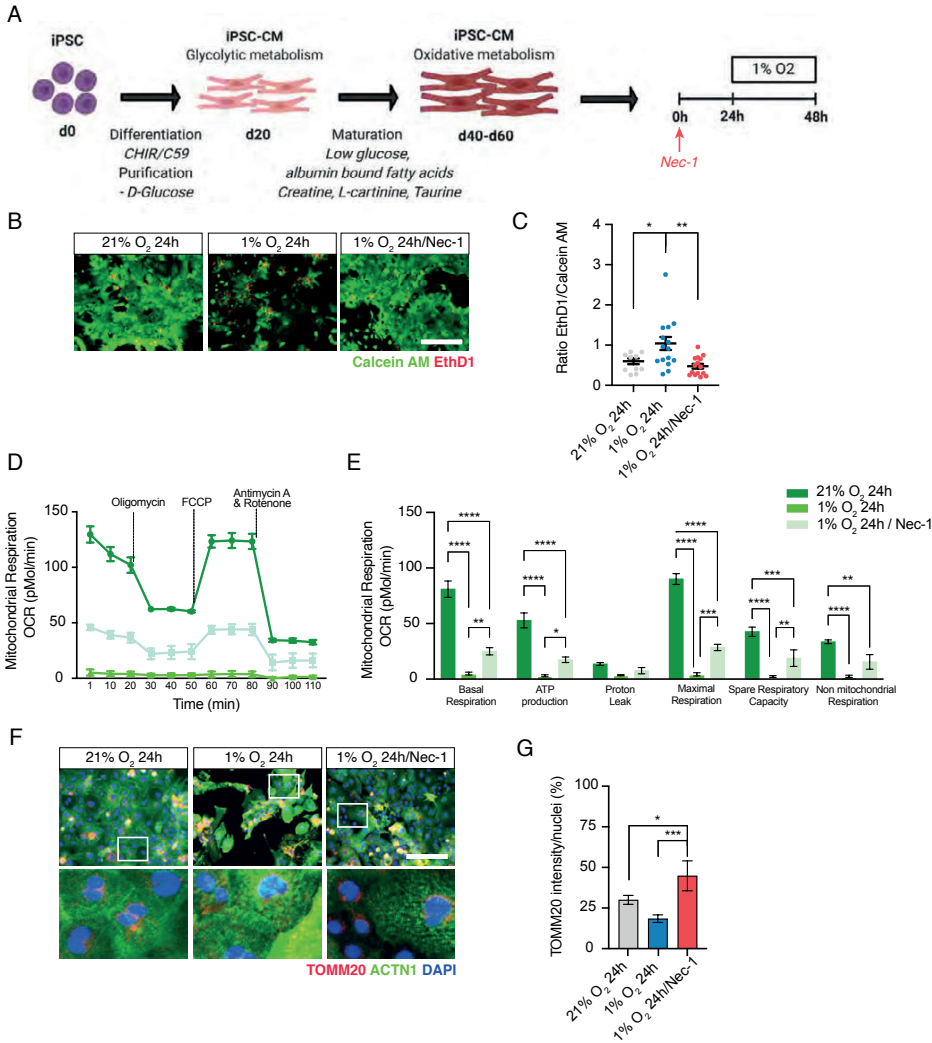 A
iPSC
iPSC-CM
Glycolytic metabolism
iPSC-CM
Oxidative metabolism
1% O2
d0
d20
d40-d60
0h
24h
48h
Nec-1
Differentiation
CHIR/C59
Purification
- D-Glucose
Maturation
Low glucose,
albumin bound fatty acids
Creatine, L-cartinine, Taurine
B
21% O2 24h
1% O2 24h
1% O2 24h/Nec-1
Calcein AM EthD1
C
Ratio EthD1/Calcein AM
4
3
2
1
0
* **
21% O2 24h
1% O2 24h
1% O2 24h/Nec-1
D
Mitochondrial Respiration
OCR (pMol/min)
150
100
50
0
Oligomycin
FCCP
Antimycin A
& Rotenone
1 10 20 30 40 50 60 70 80 90 100 110
Time (min)
E
21% O2 24h
1% O2 24h
1% O2 24h / Nec-1
Mitochondrial Respiration
OCR (pMol/min)
150
100
50
0
**** **** **
**** **** *
**** **** ***
*** **** **
** ****
Basal
Respiration
ATP
production
Proton
Leak
Maximal
Respiration
Spare Respiratory
Capacity
Non mitochondrial
Respiration
F
21% O2 24h
1% O2 24h
1% O2 24h/Nec-1
TOMM20 ACTN1 DAPI
G
TOMM20 intensity/nuclei (%)
100
75
50
25
0
*
***
21% O2 24h
1% O2 24h
1% O2 24h/Nec-1